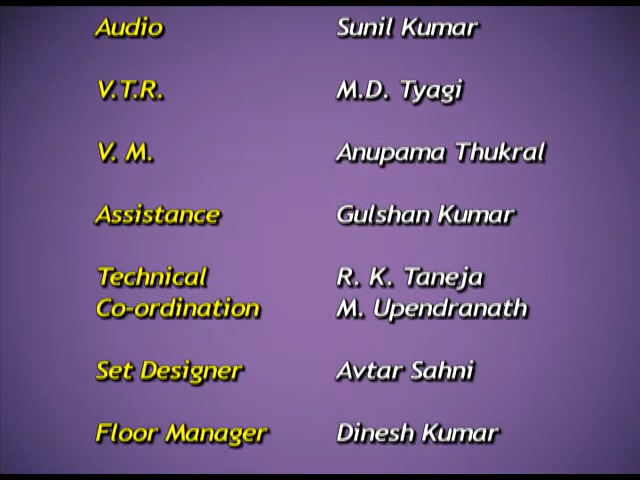 Audio Sunil Kumar
V.T.R. M.D. Tyagi
V. M. Anupama Thukral
Assistance Gulshan Kumar
Technical R. K. Taneja
Co-ordination M. Upendranath
Set Designer Avtar Sahni
Floor Manager Dinesh Kumar